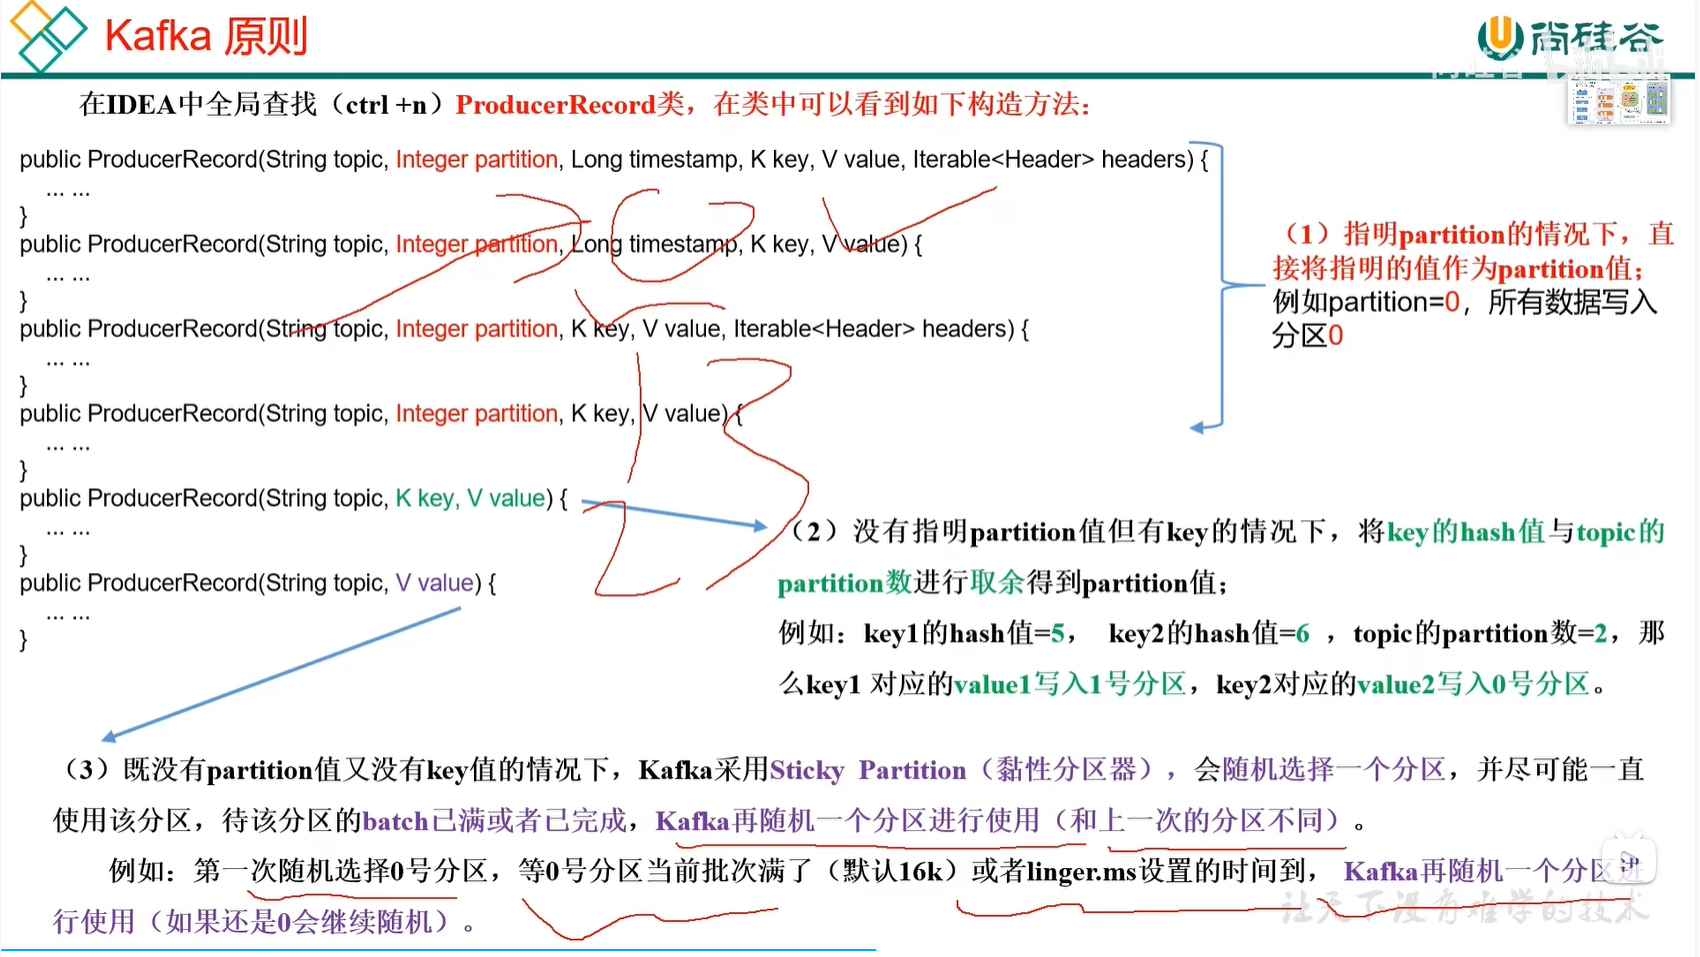 Kafka 原则
尚硅谷
在IDEA中全局查找（ctrl +n）ProducerRecord类，在类中可以看到如下构造方法：
public ProducerRecord(String topic, Integer partition, Long timestamp, K key, V value, Iterable<Header> headers) {
... ...
}
public ProducerRecord(String topic, Integer partition, Long timestamp, K key, V value) {
... ...
}
public ProducerRecord(String topic, Integer partition, K key, V value, Iterable<Header> headers) {
... ...
}
public ProducerRecord(String topic, Integer partition, K key, V value) {
... ...
}
public ProducerRecord(String topic, K key, V value) {
... ...
}
public ProducerRecord(String topic, V value) {
... ...
}
（1）指明partition的情况下，直
接将指明的值作为partition值；
例如partition=0，所有数据写入
分区0
（2）没有指明partition值但有key的情况下，将key的hash值与topic的
partition数进行取余得到partition值；
例如：key1的hash值=5， key2的hash值=6 ，topic的partition数=2，那
么key1 对应的value1写入1号分区，key2对应的value2写入0号分区。
（3）既没有partition值又没有key值的情况下，Kafka采用Sticky Partition（黏性分区器），会随机选择一个分区，并尽可能一直
使用该分区，待该分区的batch已满或者已完成，Kafka再随机一个分区进行使用（和上一次的分区不同）。
例如：第一次随机选择0号分区，等0号分区当前批次满了（默认16k）或者linger.ms设置的时间到， Kafka再随机一个分区进
行使用（如果还是0会继续随机）。
让天下没有难学的技术